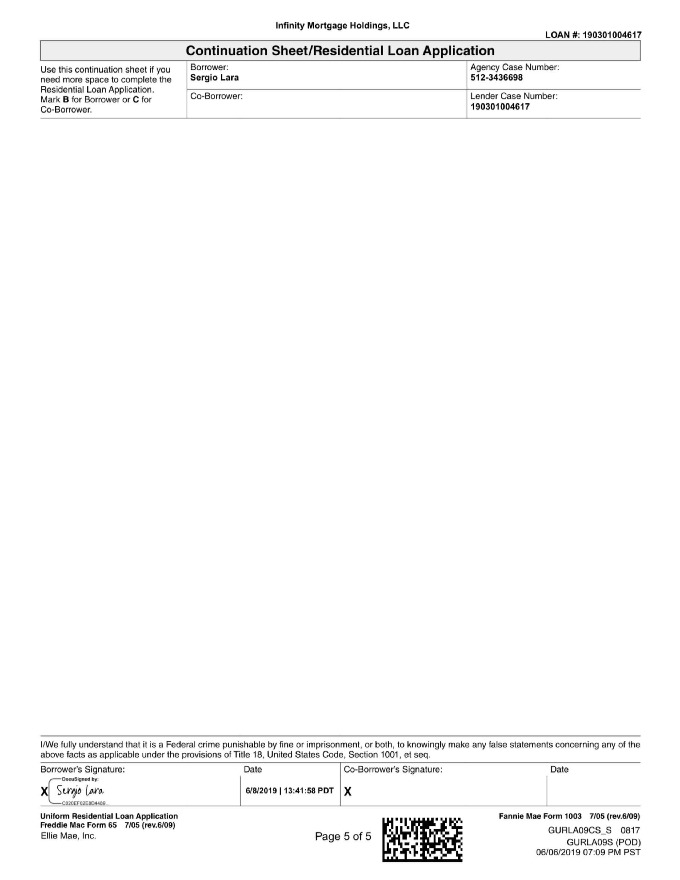 Infinity Mortgage Holdings, LLC
LOAN #: 190301004617
Continuation Sheet/Residential Loan Application
Use this continuation sheet if you
need more space to complete the
Residential Loan Application.
Mark B for Borrower or C for
Co-Borrower.
Borrower:
Sergio Lara
Agency Case Number:
512-3436698
Co-Borrower:
Lender Case Number:
190301004617
I/We fully understand that it is a Federal crime punishable by fine or imprisonment, or both, to knowingly make any false statements concerning any of the
above facts as applicable under the provisions of Title 18, United States Code, Section 1001, et seq.
Borrower's Signature:
Date
Co-Borrower's Signature:
Date
DocuSigned by:
X Sergio Lara
6/8/2019 | 13:41:58 PDT
X
Uniform Residential Loan Application
Freddie Mac Form 65 7/05 (rev.6/09)
Ellie Mae, Inc.
Page 5 of 5
Fannie Mae Form 1003 7/05 (rev.6/09)
GURLA09CS_S 0817
GURLA09S (POD)
06/06/2019 07:09 PM PST